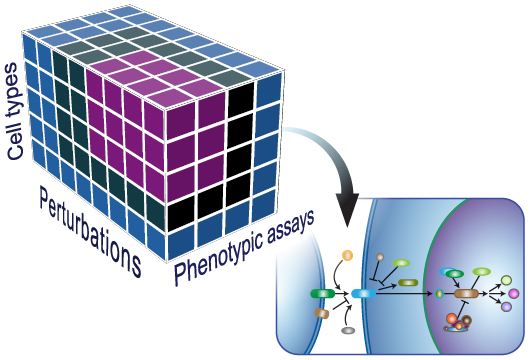 Cell types
Perturbations
Phenotypic assays